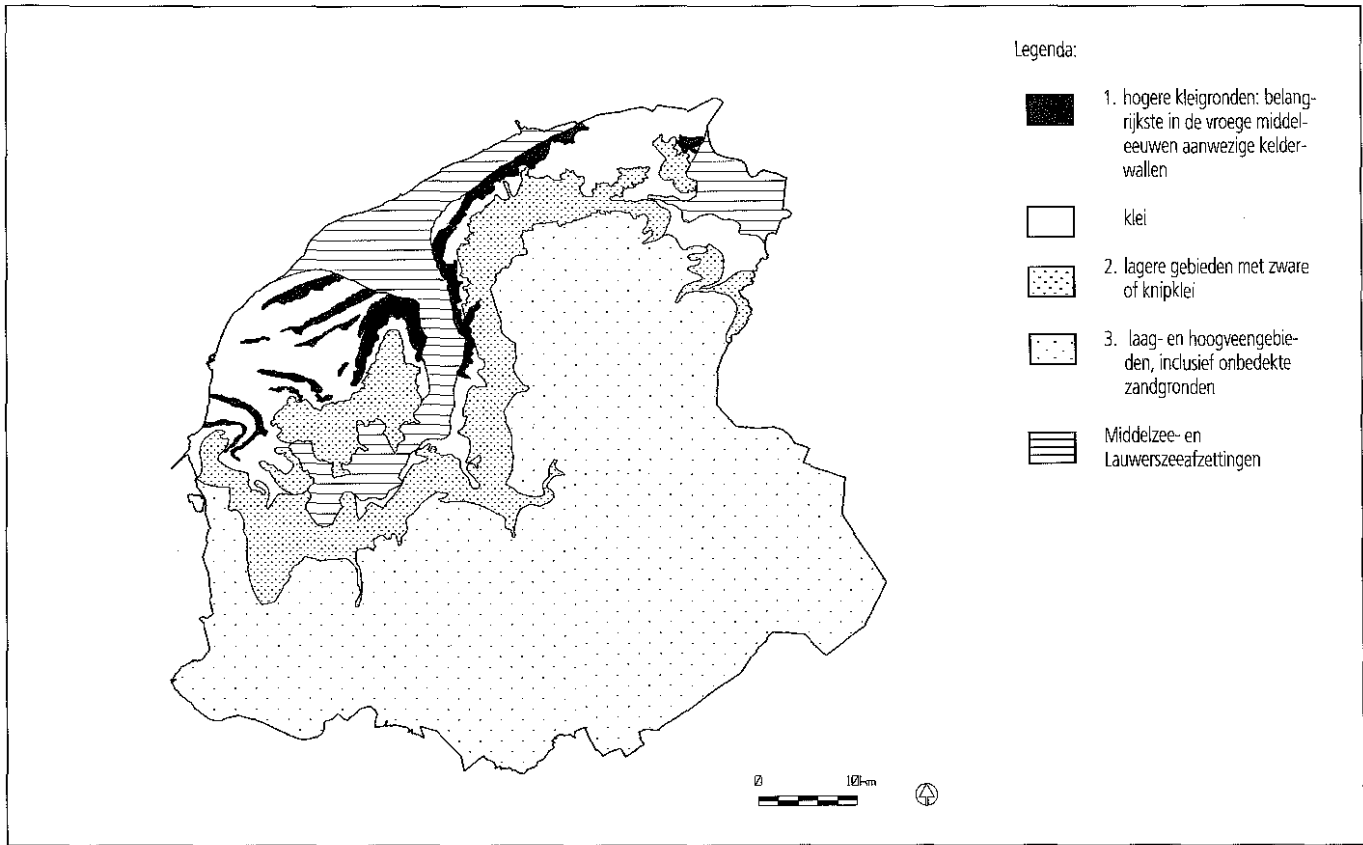 Legenda:
1. hogere kleigronden: belang-
rijkste in de vroege middel-
eeuwen aanwezige kelder-
wallen
klei
2. lagere gebieden met zware
of knipklei
3. laag- en hoogveengebie-
den, inclusief onbedekte
zandgronden
Middelzee- en
Lauwerszeeafzettingen
0 10km